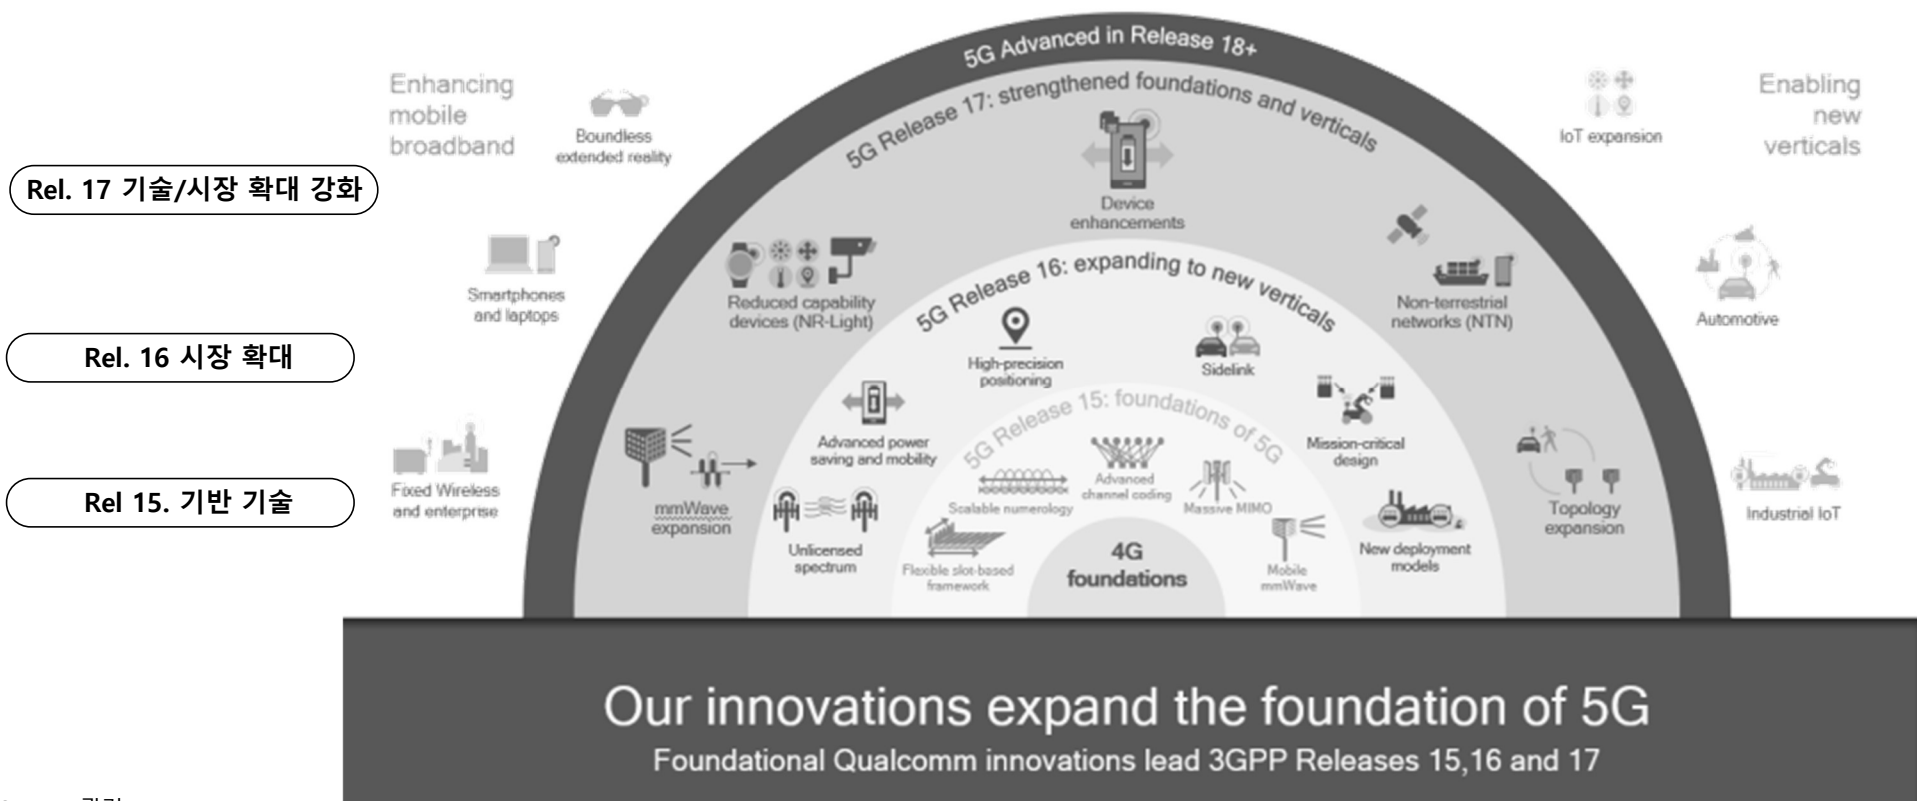 5G Advanced in Release 18+
5G Release 17: strengthened foundations and verticals
Enhancing
mobile
broadband
Boundless
extended reality
IoT expansion
Enabling
new
verticals
Rel. 17 기술/시장 확대 강화
Device
enhancements
Smartphones
and laptops
Reduced capability
devices (NR-Light)
5G Release 16: expanding to new verticals
Non-terrestrial
networks (NTN)
Automotive
Rel. 16 시장 확대
High-precision
positioning
Sidelink
5G Release 15: foundations of 5G
Advanced power
saving and mobility
Mission-critical
design
Fixed Wireless
and enterprise
Rel 15. 기반 기술
mmWave
expansion
Scalable numerology
Advanced
channel coding
Massive MIMO
Topology
expansion
Industrial IoT
Unlicensed
spectrum
Flexible slot-based
framework
4G
foundations
Mobile
mmWave
New deployment
models
Our innovations expand the foundation of 5G
Foundational Qualcomm innovations lead 3GPP Releases 15,16 and 17